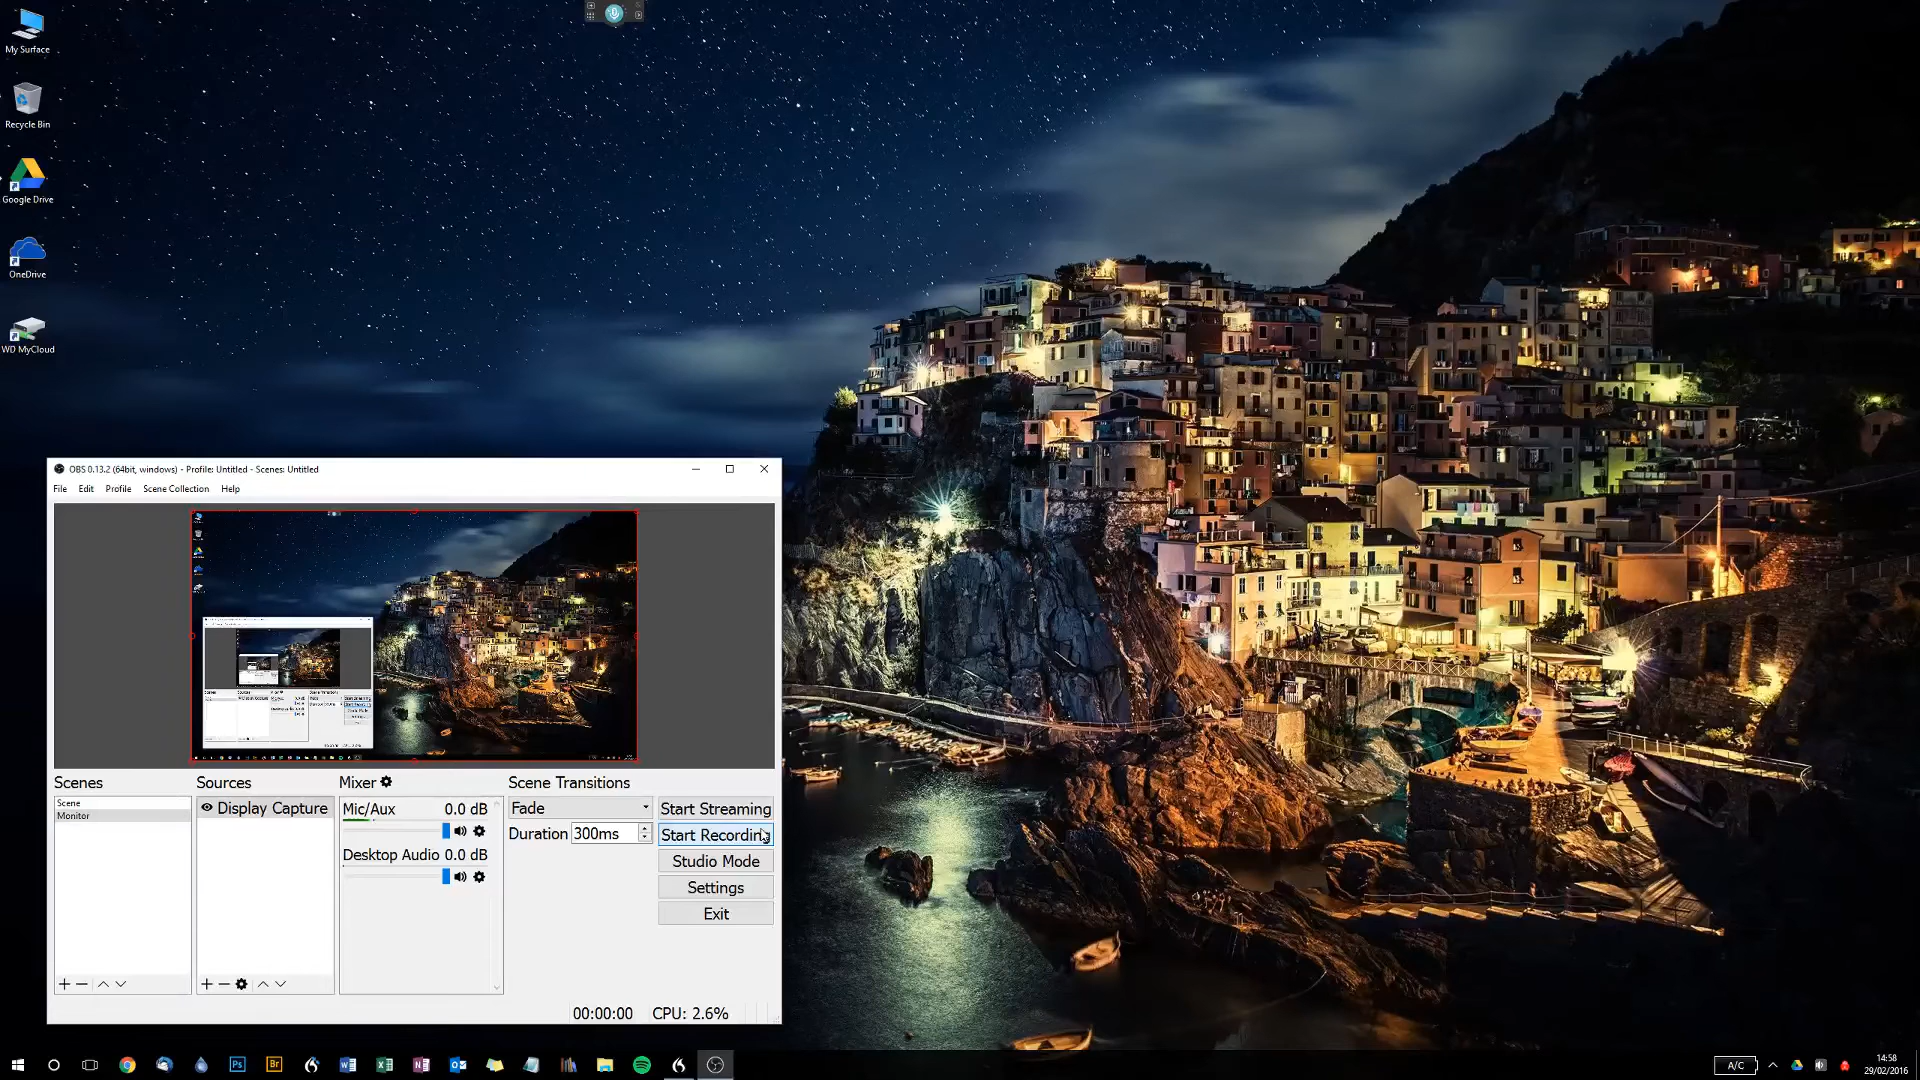 My Surface
Recycle Bin
Google Drive
OneDrive
WD MyCloud
OBS 0.13.2 (64bit, windows) - Profile: Untitled - Scenes: Untitled
File Edit Profile Scene Collection Help
Scenes Sources Mixer Scene Transitions
Scene
Monitor
Display Capture
Mic/Aux 0.0 dB
Desktop Audio 0.0 dB
Fade
Duration 300ms
Start Streaming
Start Recording
Studio Mode
Settings
Exit
00:00:00 CPU: 2.6%
Ps
Br
A/C
14:58
29/02/2016